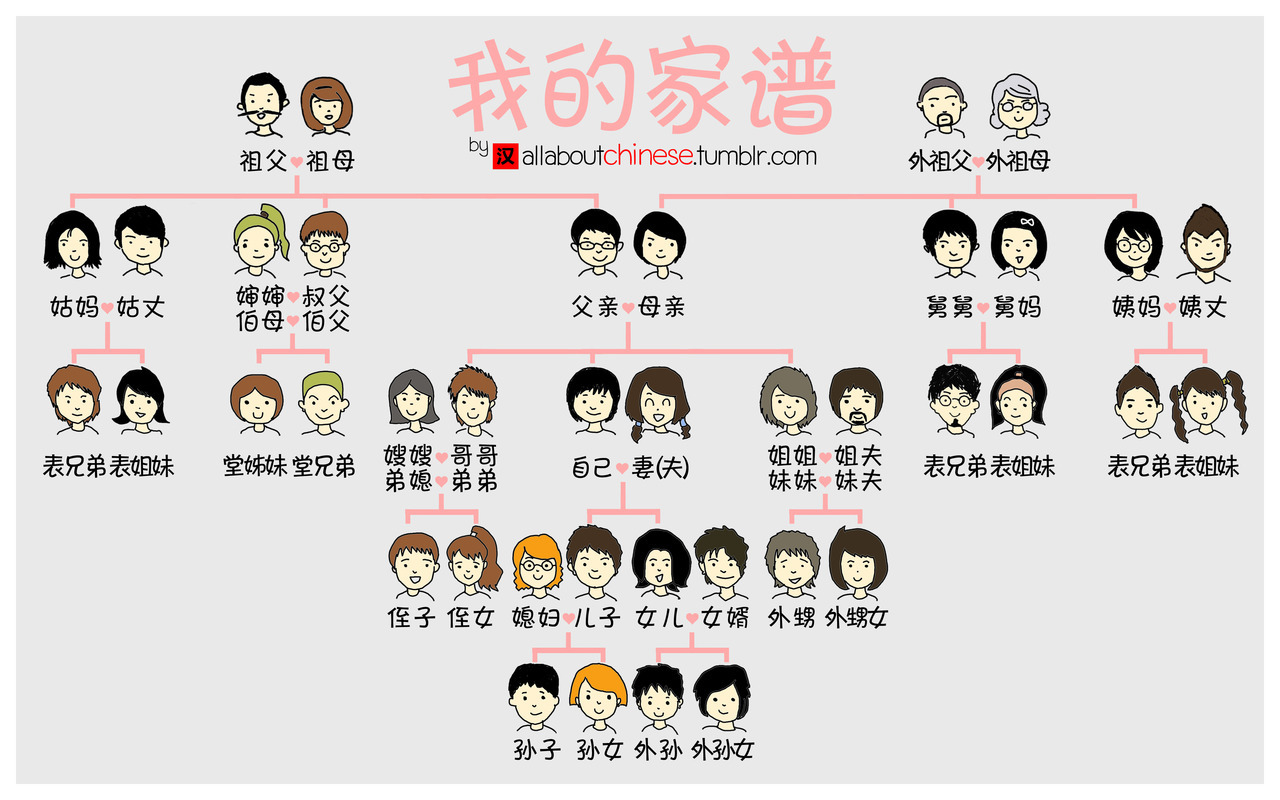 我的家谱
by 汉 allaboutchinese.tumblr.com
祖父 祖母
外祖父 外祖母
姑妈 姑丈
婶婶 叔父
伯母 伯父
父亲 母亲
舅舅 舅妈
姨妈 姨丈
表兄弟 表姐妹
堂姊妹 堂兄弟
嫂嫂 哥哥
弟媳 弟弟
自己 妻(夫)
姐姐 姐夫
妹妹 妹夫
表兄弟 表姐妹
表兄弟 表姐妹
侄子 侄女
媳妇 儿子
女儿 女婿
外甥 外甥女
孙子 孙女
外孙 外孙女